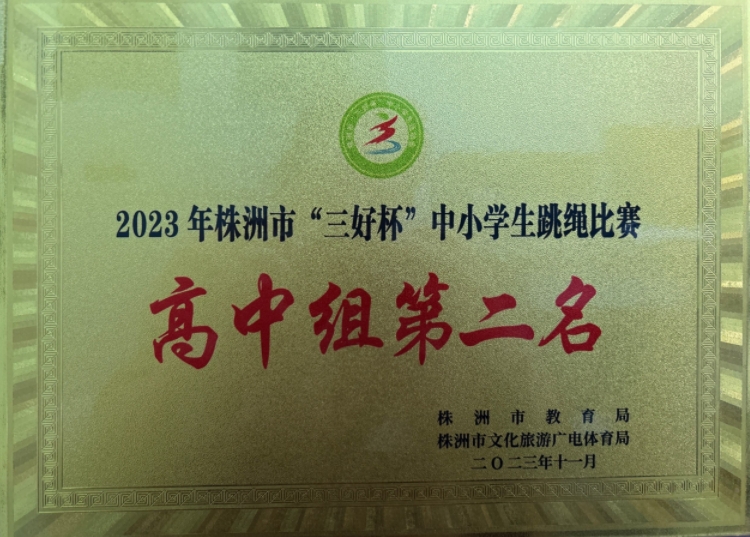 2023年株洲市“三好杯”中小学生跳绳比赛
高中组第二名
株洲市教育局
株洲市文化旅游广电体育局
二〇二三年十一月